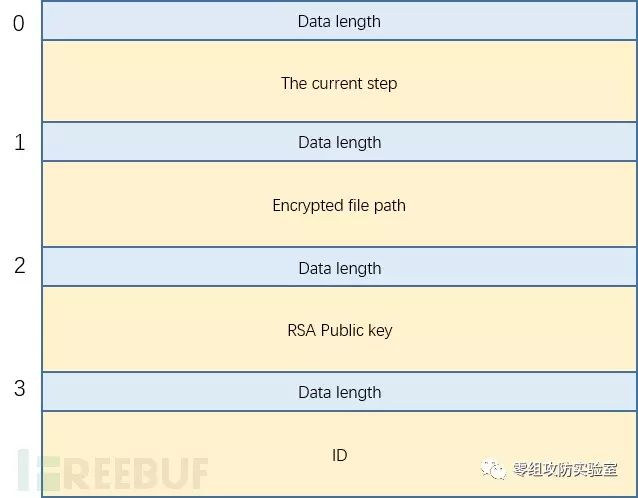 0
Data length
The current step
1
Data length
Encrypted file path
2
Data length
RSA Public key
3
Data length
ID
REEBUF
零组攻防实验室